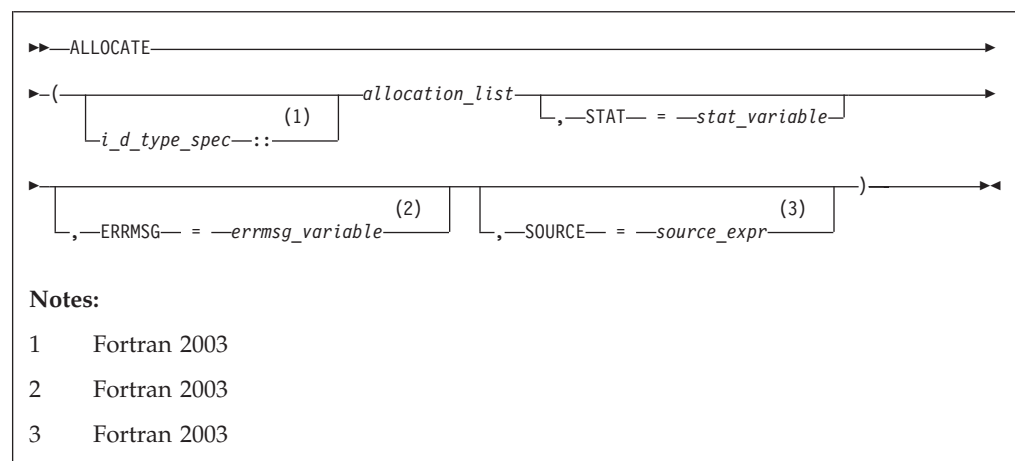 ALLOCATE
( allocation_list
(1)
i_d_type_spec ::
, STAT = stat_variable
)
(2)
, ERRMSG = errmsg_variable
(3)
, SOURCE = source_expr
Notes:
1 Fortran 2003
2 Fortran 2003
3 Fortran 2003